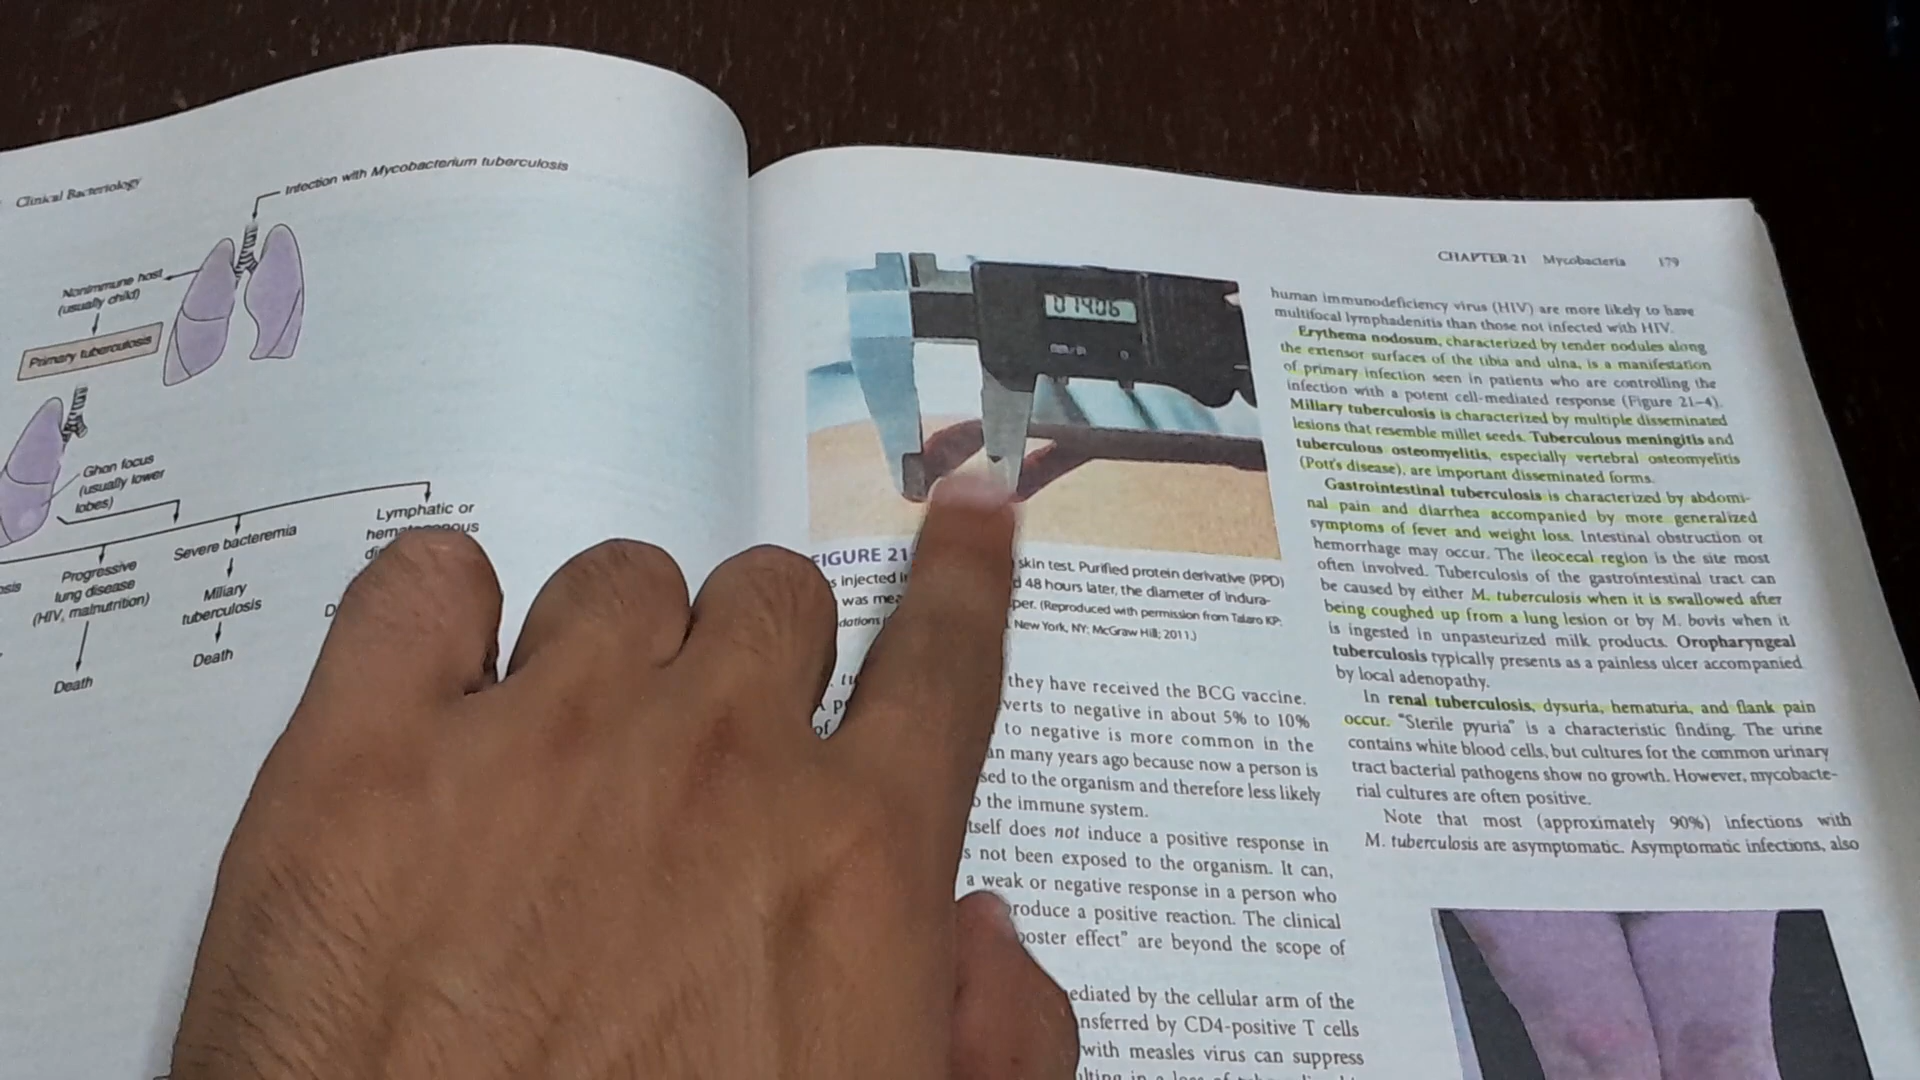 Clinical Bacteriology
Infection with Mycobacterium tuberculosis
Nonimmune host
(usually child)
Primary tuberculosis
Ghon focus
(usually lower
lobes)
Progressive
lung disease
(HIV, malnutrition)
Death
Severe bacteremia
Miliary
tuberculosis
Death
Lymphatic or
CHAPTER 21 Mycobacteria 179
07406
FIGURE 21
skin test. Purified protein derivative (PPD)
s injected
48 hours later, the diameter of indura-
was
(Reproduced with permission from Talaro KP:
New York, NY: McGraw Hill; 2011.)
they have received the BCG vaccine.
verts to negative in about 5% to 10%
of to negative is more common in the
an many years ago because now a person is
sed to the organism and therefore less likely
the immune system.
tself does not induce a positive response in
s not been exposed to the organism. It can,
a weak or negative response in a person who
roduce a positive reaction. The clinical
ooster effect” are beyond the scope of
ediated by the cellular arm of the
nsferred by CD4-positive T cells
with measles virus can suppress
human immunodeficiency virus (HIV) are more likely to have
multifocal lymphadenitis than those not infected with HIV.
Erythema nodosum, characterized by tender nodules along
the extensor surfaces of the tibia and ulna, is a manifestation
of primary infection seen in patients who are controlling the
infection with a potent cell-mediated response (Figure 21–4).
Miliary tuberculosis is characterized by multiple disseminated
lesions that resemble millet seeds. Tuberculous meningitis and
tuberculous osteomyelitis, especially vertebral osteomyelitis
(Pott's disease), are important disseminated forms.
Gastrointestinal tuberculosis is characterized by abdomi-
nal pain and diarrhea accompanied by more generalized
symptoms of fever and weight loss. Intestinal obstruction or
hemorrhage may occur. The ileocecal region is the site most
often involved. Tuberculosis of the gastrointestinal tract can
be caused by either M. tuberculosis when it is swallowed after
being coughed up from a lung lesion or by M. bovis when it
is ingested in unpasteurized milk products. Oropharyngeal
tuberculosis typically presents as a painless ulcer accompanied
by local adenopathy.
In renal tuberculosis, dysuria, hematuria, and flank pain
occur. “Sterile pyuria” is a characteristic finding. The urine
contains white blood cells, but cultures for the common urinary
tract bacterial pathogens show no growth. However, mycobacte-
rial cultures are often positive.
Note that most (approximately 90%) infections with
M. tuberculosis are asymptomatic. Asymptomatic infections, also